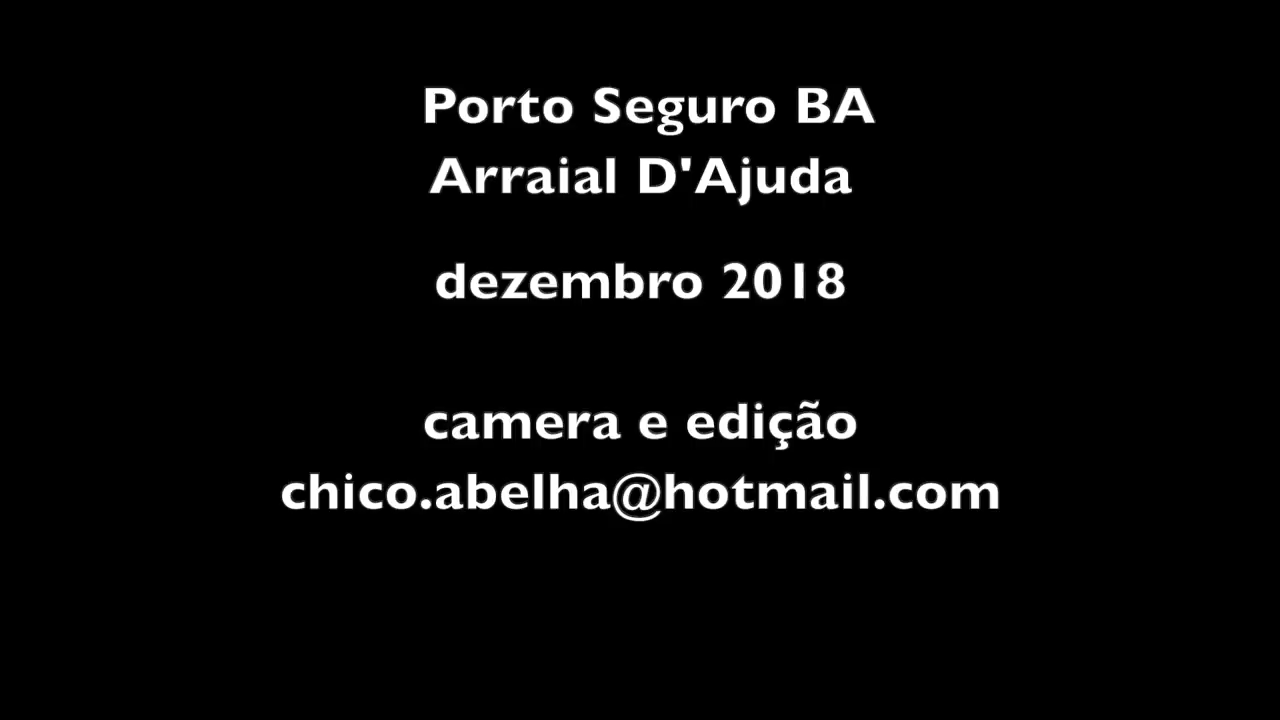 Porto Seguro BA
Arraial D'Ajuda
dezembro 2018
camera e edição
chico.abelha@hotmail.com